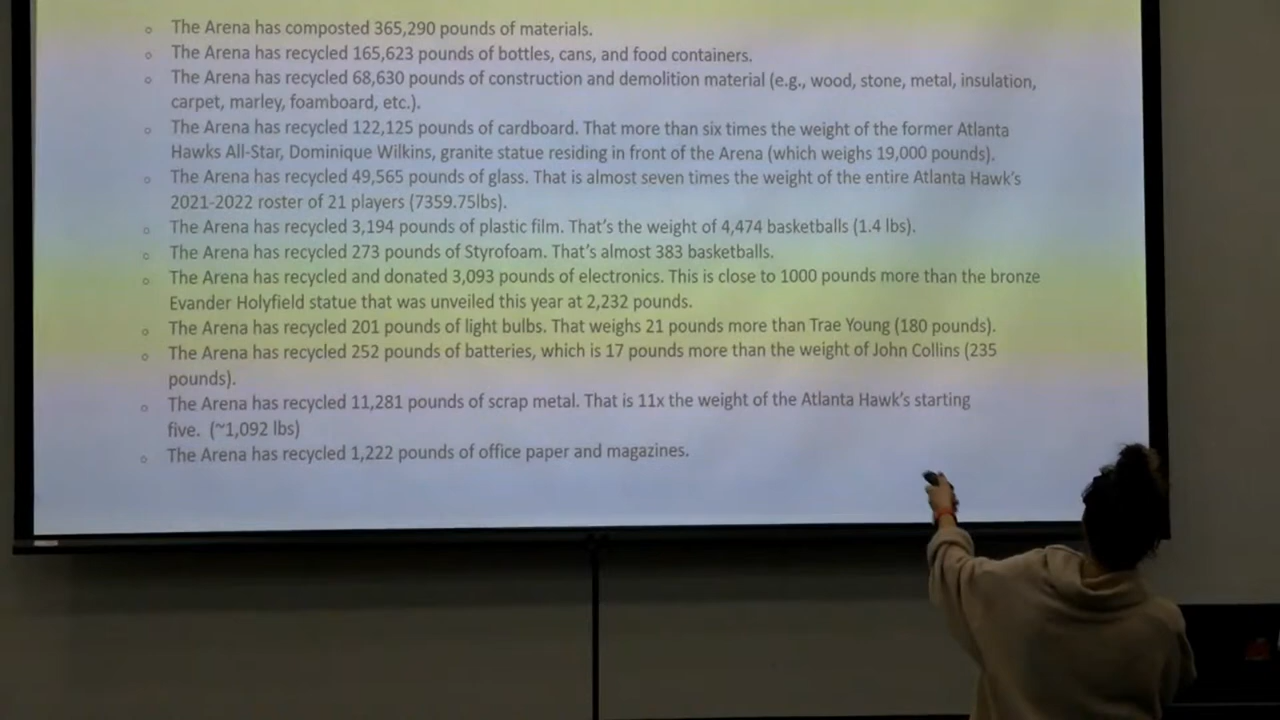 The Arena has composted 365,290 pounds of materials.
The Arena has recycled 165,623 pounds of bottles, cans, and food containers.
The Arena has recycled 68,630 pounds of construction and demolition material (e.g., wood, stone, metal, insulation,
carpet, marley, foamboard, etc.).
The Arena has recycled 122,125 pounds of cardboard. That more than six times the weight of the former Atlanta
Hawks All-Star, Dominique Wilkins, granite statue residing in front of the Arena (which weighs 19,000 pounds).
The Arena has recycled 49,565 pounds of glass. That is almost seven times the weight of the entire Atlanta Hawk's
2021-2022 roster of 21 players (7359.75lbs).
The Arena has recycled 3,194 pounds of plastic film. That's the weight of 4,474 basketballs (1.4 lbs).
The Arena has recycled 273 pounds of Styrofoam. That's almost 383 basketballs.
The Arena has recycled and donated 3,093 pounds of electronics. This is close to 1000 pounds more than the bronze
Evander Holyfield statue that was unveiled this year at 2,232 pounds.
The Arena has recycled 201 pounds of light bulbs. That weighs 21 pounds more than Trae Young (180 pounds).
The Arena has recycled 252 pounds of batteries, which is 17 pounds more than the weight of John Collins (235
pounds).
The Arena has recycled 11,281 pounds of scrap metal. That is 11x the weight of the Atlanta Hawk's starting
five. (~1,092 lbs)
The Arena has recycled 1,222 pounds of office paper and magazines.